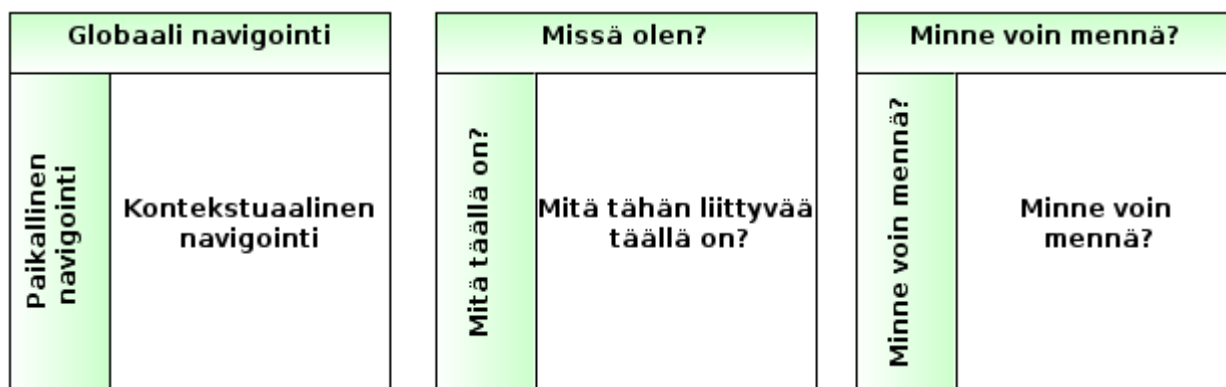 Globaali navigointi
Paikallinen
navigointi
Kontekstuaalinen
navigointi
Missä olen?
Mitä täällä on?
Mitä tähän liittyvää
täällä on?
Minne voin mennä?
Minne voin mennä?
Minne voin
mennä?